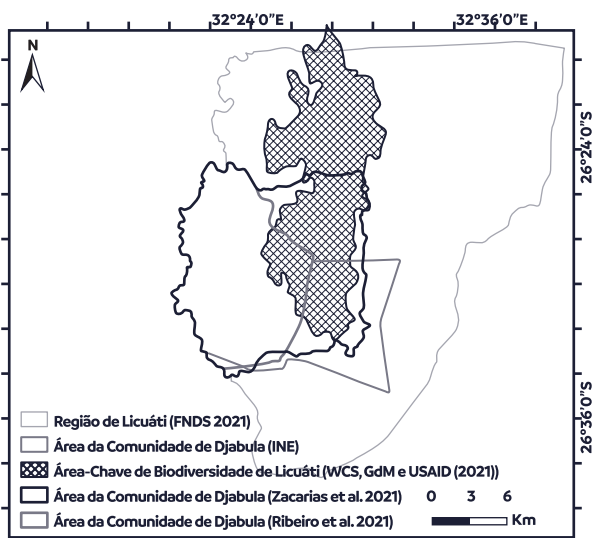 32°24'0"E 32°36'0"E
N
26°24'0"S
26°36'0"S
Região de Licuáti (FNDS 2021)
Área da Comunidade de Djabula (INE)
Área-Chave de Biodiversidade de Licuáti (WCS, GdM e USAID (2021))
Área da Comunidade de Djabula (Zacarias et al. 2021)
Área da Comunidade de Djabula (Ribeiro et al. 2021)
0 3 6
Km